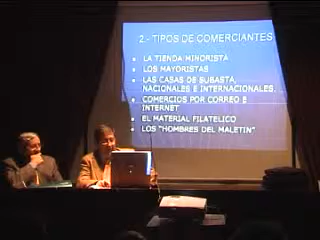 2.- TIPOS DE COMERCIANTES
• LA TIENDA MINORISTA
• LOS MAYORISTAS
• LAS CASAS DE SUBASTA,
NACIONALES E INTERNACIONALES,
• COMERCIOS POR CORREO E
INTERNET
• EL MATERIAL FILATELICO
• LOS "HOMBRES DEL MALETIN"